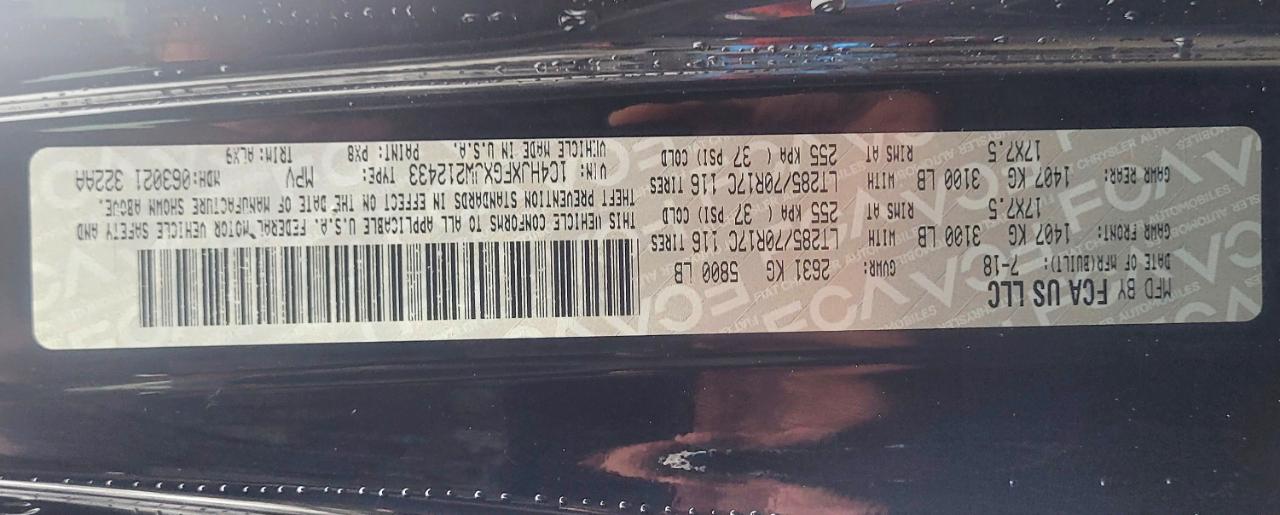 MFD BY FCA US LLC
DATE OF MFR(BUILT): 7-18 GVWR: 2631 KG 5800 LB
GAWR FRONT: 1407 KG 3100 LB WITH LT285/70R17C 116 TIRES
17X7.5 RIMS AT 255 KPA ( 37 PSI) COLD
GAWR REAR: 1407 KG 3100 LB WITH LT285/70R17C 116 TIRES
17X7.5 RIMS AT 255 KPA ( 37 PSI) COLD
THIS VEHICLE CONFORMS TO ALL APPLICABLE U.S.A. FEDERAL MOTOR VEHICLE SAFETY AND
THEFT PREVENTION STANDARDS IN EFFECT ON THE DATE OF MANUFACTURE SHOWN ABOVE.
VIN: 1C4HJXFGXJW212433 TYPE: MPV MDH:063021 322AA
VEHICLE MADE IN U.S.A. PAINT: PX8 TRIM: ALX9